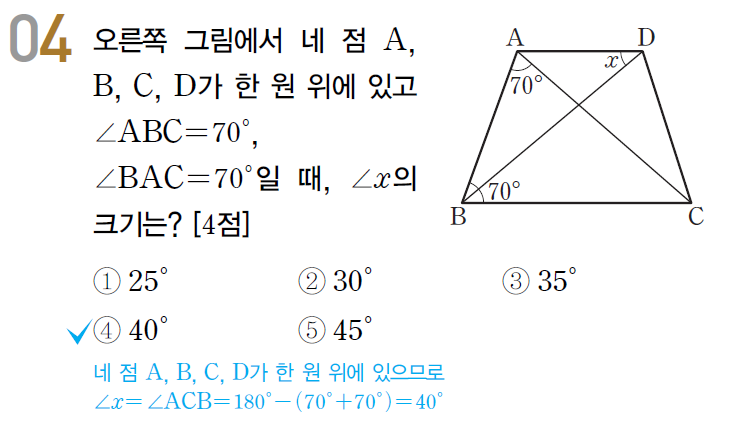 04
오른쪽 그림에서 네 점 A,
B, C, D가 한 원 위에 있고
∠ABC=70°,
∠BAC=70°일 때, ∠x의
크기는? [4점]
A
D
70°
x
70°
B
C
① 25° ② 30° ③ 35°
④ 40° ⑤ 45°
네 점 A, B, C, D가 한 원 위에 있으므로
∠x=∠ACB=180°-(70°+70°)=40°